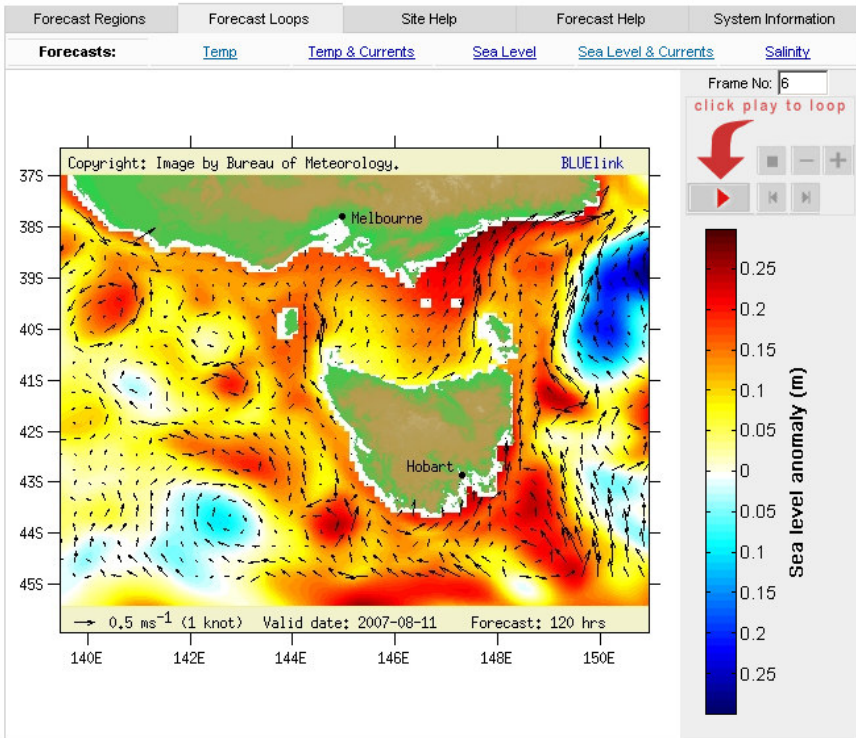 Forecast Regions Forecast Loops Site Help Forecast Help System Information
Forecasts: Temp Temp & Currents Sea Level Sea Level & Currents Salinity
Frame No: 6
click play to loop
Copyright: Image by Bureau of Meteorology. BLUElink
37S
38S
39S
40S
41S
42S
43S
44S
45S
Melbourne
Hobart
0.5 ms⁻¹ (1 knot) Valid date: 2007-08-11 Forecast: 120 hrs
140E 142E 144E 146E 148E 150E
0.25
0.2
0.15
0.1
0.05
0
0.05
0.1
0.15
0.2
0.25
Sea level anomaly (m)